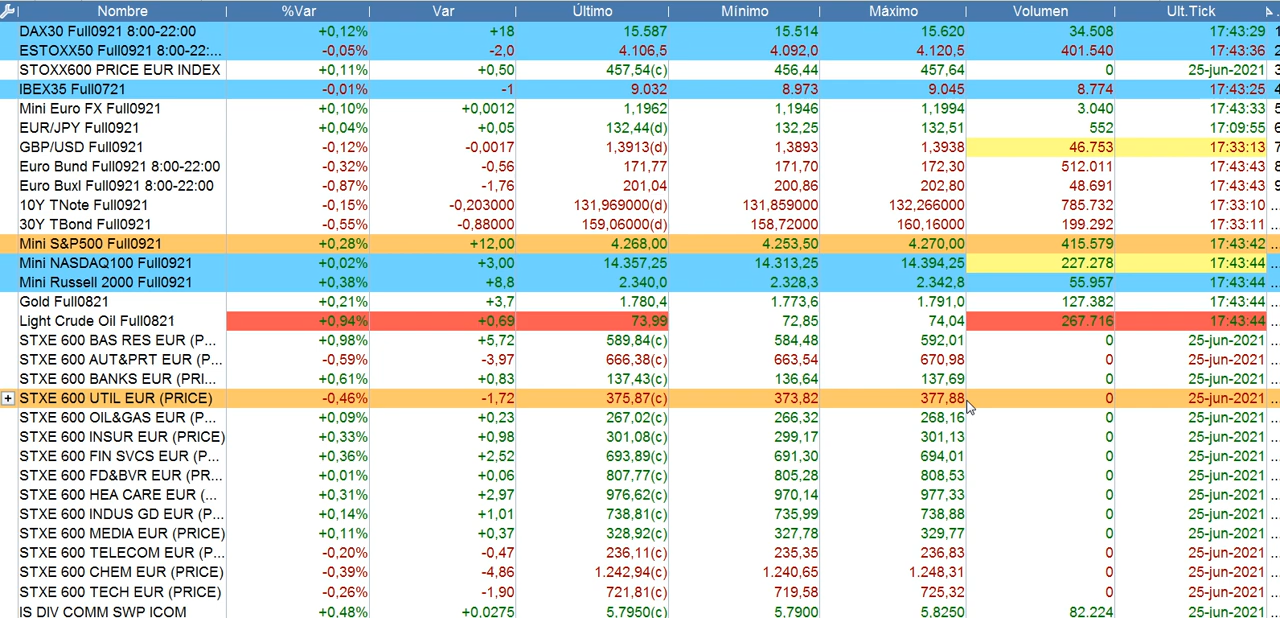 Nombre %Var Var Último Mínimo Máximo Volumen Ult.Tick
DAX30 Full0921 8:00-22:00 +0,12% +18 15.587 15.514 15.620 34.508 17:43:29 1
ESTOXX50 Full0921 8:00-22:... -0,05% -2,0 4.106,5 4.092,0 4.120,5 401.540 17:43:36 2
STOXX600 PRICE EUR INDEX +0,11% +0,50 457,54(c) 456,44 457,64 0 25-jun-2021 3
IBEX35 Full0721 -0,01% -1 9.032 8.973 9.045 8.774 17:43:25 4
Mini Euro FX Full0921 +0,10% +0,0012 1,1962 1,1946 1,1994 3.040 17:43:33 5
EUR/JPY Full0921 +0,04% +0,05 132,44(d) 132,25 132,51 552 17:09:55 6
GBP/USD Full0921 -0,12% -0,0017 1,3913(d) 1,3893 1,3938 46.753 17:33:13 7
Euro Bund Full0921 8:00-22:00 -0,32% -0,56 171,77 171,70 172,30 512.011 17:43:43 8
Euro Buxl Full0921 8:00-22:00 -0,87% -1,76 201,04 200,86 202,80 48.691 17:43:43 9
10Y TNote Full0921 -0,15% -0,203000 131,969000(d) 131,859000 132,266000 785.732 17:33:10 ...
30Y TBond Full0921 -0,55% -0,88000 159,06000(d) 158,72000 160,16000 199.292 17:33:11 ...
Mini S&P500 Full0921 +0,28% +12,00 4.268,00 4.253,50 4.270,00 415.579 17:43:42 ...
Mini NASDAQ100 Full0921 +0,02% +3,00 14.357,25 14.313,25 14.394,25 227.278 17:43:44 ...
Mini Russell 2000 Full0921 +0,38% +8,8 2.340,0 2.328,3 2.342,8 55.957 17:43:44 ...
Gold Full0821 +0,21% +3,7 1.780,4 1.773,6 1.791,0 127.382 17:43:44 ...
Light Crude Oil Full0821 +0,94% +0,69 73,99 72,85 74,04 267.716 17:43:44 ...
STXE 600 BAS RES EUR (P... +0,98% +5,72 589,84(c) 584,48 592,01 0 25-jun-2021 ...
STXE 600 AUT&PRT EUR (P... -0,59% -3,97 666,38(c) 663,54 670,98 0 25-jun-2021 ...
STXE 600 BANKS EUR (PRI... +0,61% +0,83 137,43(c) 136,64 137,69 0 25-jun-2021 ...
STXE 600 UTIL EUR (PRICE) -0,46% -1,72 375,87(c) 373,82 377,88 0 25-jun-2021 ...
STXE 600 OIL&GAS EUR (P... +0,09% +0,23 267,02(c) 266,32 268,16 0 25-jun-2021 ...
STXE 600 INSUR EUR (PRICE) +0,33% +0,98 301,08(c) 299,17 301,13 0 25-jun-2021 ...
STXE 600 FIN SVCS EUR (P... +0,36% +2,52 693,89(c) 691,30 694,01 0 25-jun-2021 ...
STXE 600 FD&BVR EUR (PR... +0,01% +0,06 807,77(c) 805,28 808,53 0 25-jun-2021 ...
STXE 600 HEA CARE EUR (... +0,31% +2,97 976,62(c) 970,14 977,33 0 25-jun-2021 ...
STXE 600 INDUS GD EUR (P... +0,14% +1,01 738,81(c) 735,99 738,88 0 25-jun-2021 ...
STXE 600 MEDIA EUR (PRICE) +0,11% +0,37 328,92(c) 327,78 329,77 0 25-jun-2021 ...
STXE 600 TELECOM EUR (P... -0,20% -0,47 236,11(c) 235,35 236,83 0 25-jun-2021 ...
STXE 600 CHEM EUR (PRICE) -0,39% -4,86 1.242,94(c) 1.240,65 1.248,31 0 25-jun-2021 ...
STXE 600 TECH EUR (PRICE) -0,26% -1,90 721,81(c) 719,58 725,32 0 25-jun-2021 ...
IS DIV COMM SWP ICOM +0,48% +0,0275 5,7950(c) 5,7900 5,8250 82.224 25-jun-2021 ...